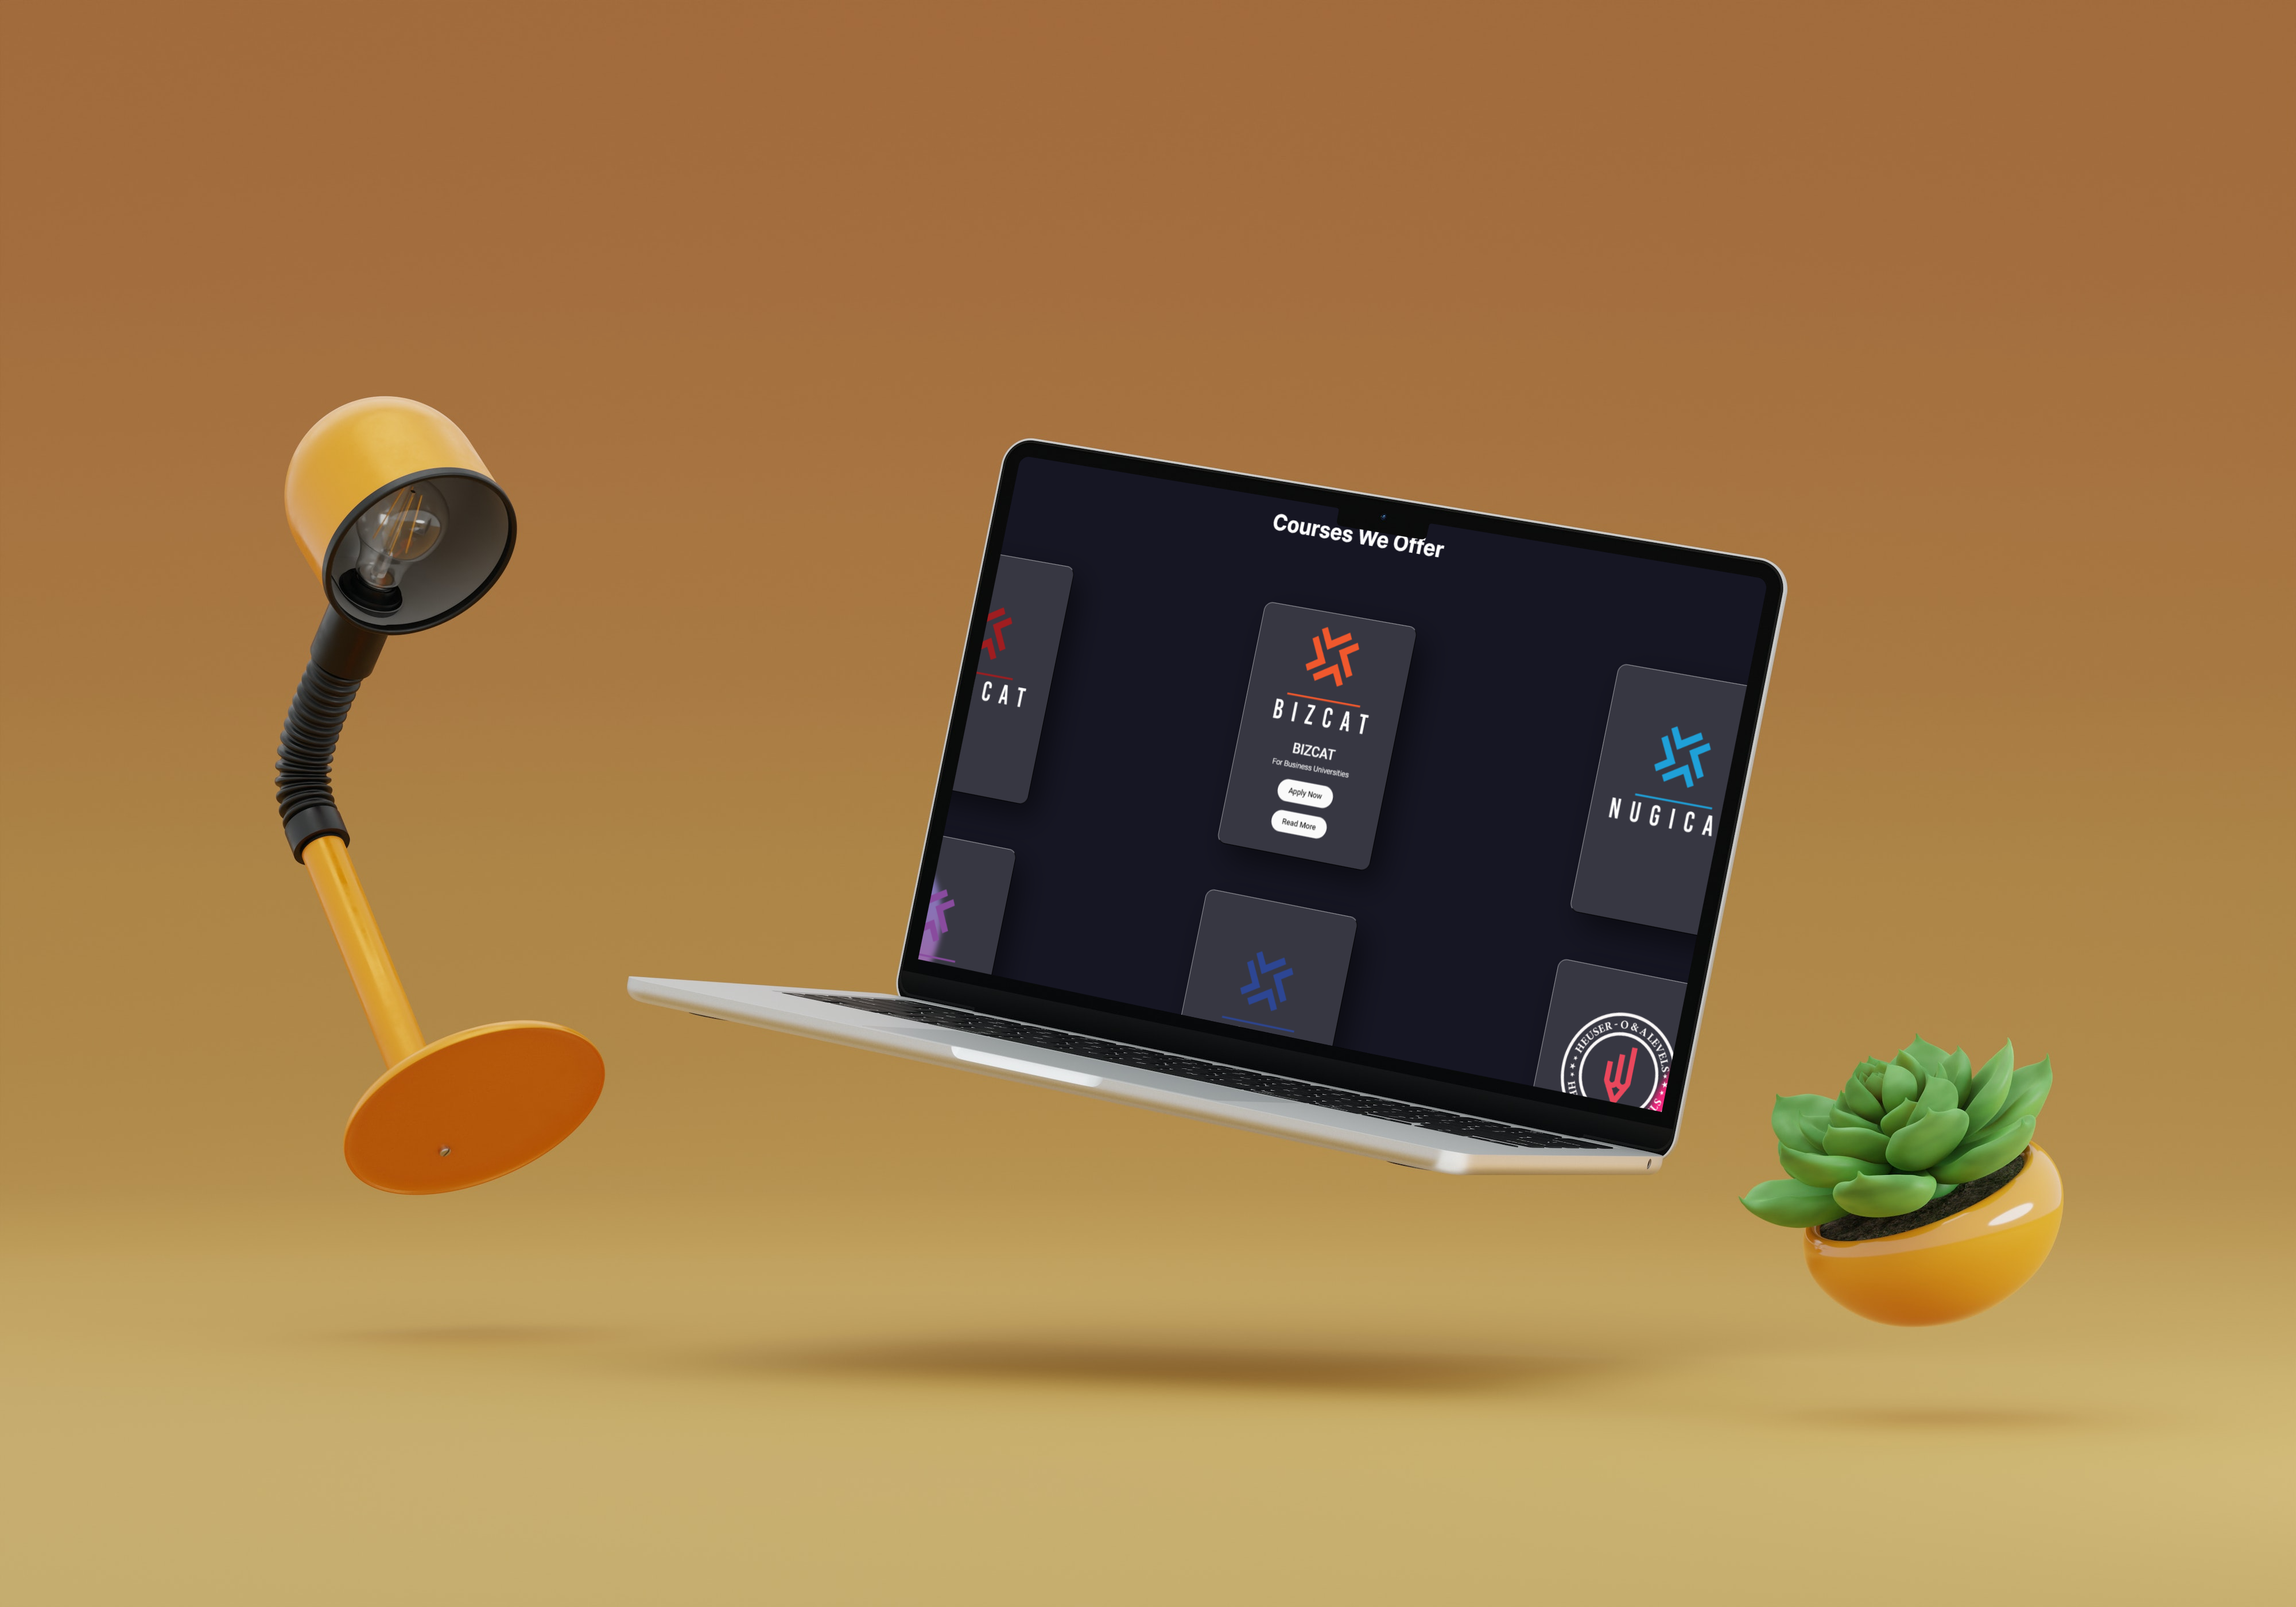 Courses We Offer
CAT
BIZCAT
BIZCAT
For Business Universities
Apply Now
Read More
NUGICA
HEUSER - O & A LEVELS